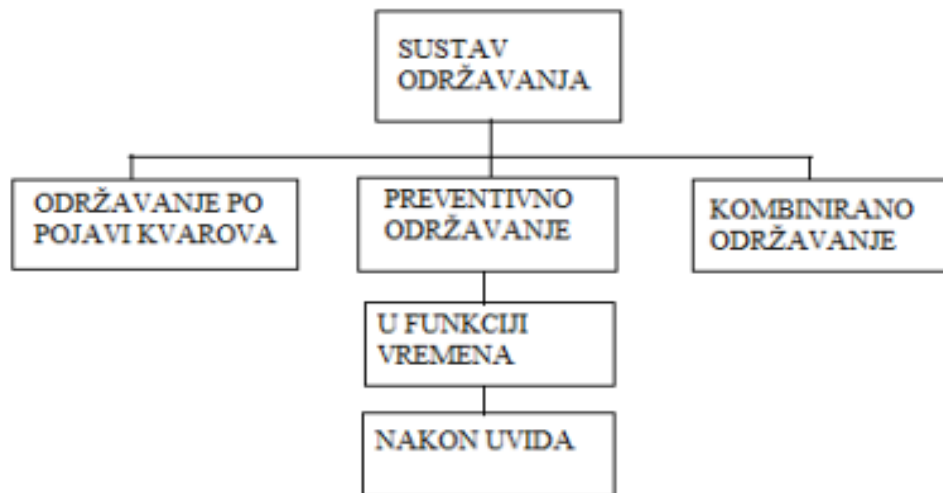 SUSTAV
ODRŽAVANJA
ODRŽAVANJE PO
POJAVI KVAROVA
PREVENTIVNO
ODRŽAVANJE
KOMBINIRANO
ODRŽAVANJE
U FUNKCIJI
VREMENA
NAKON UVIDA